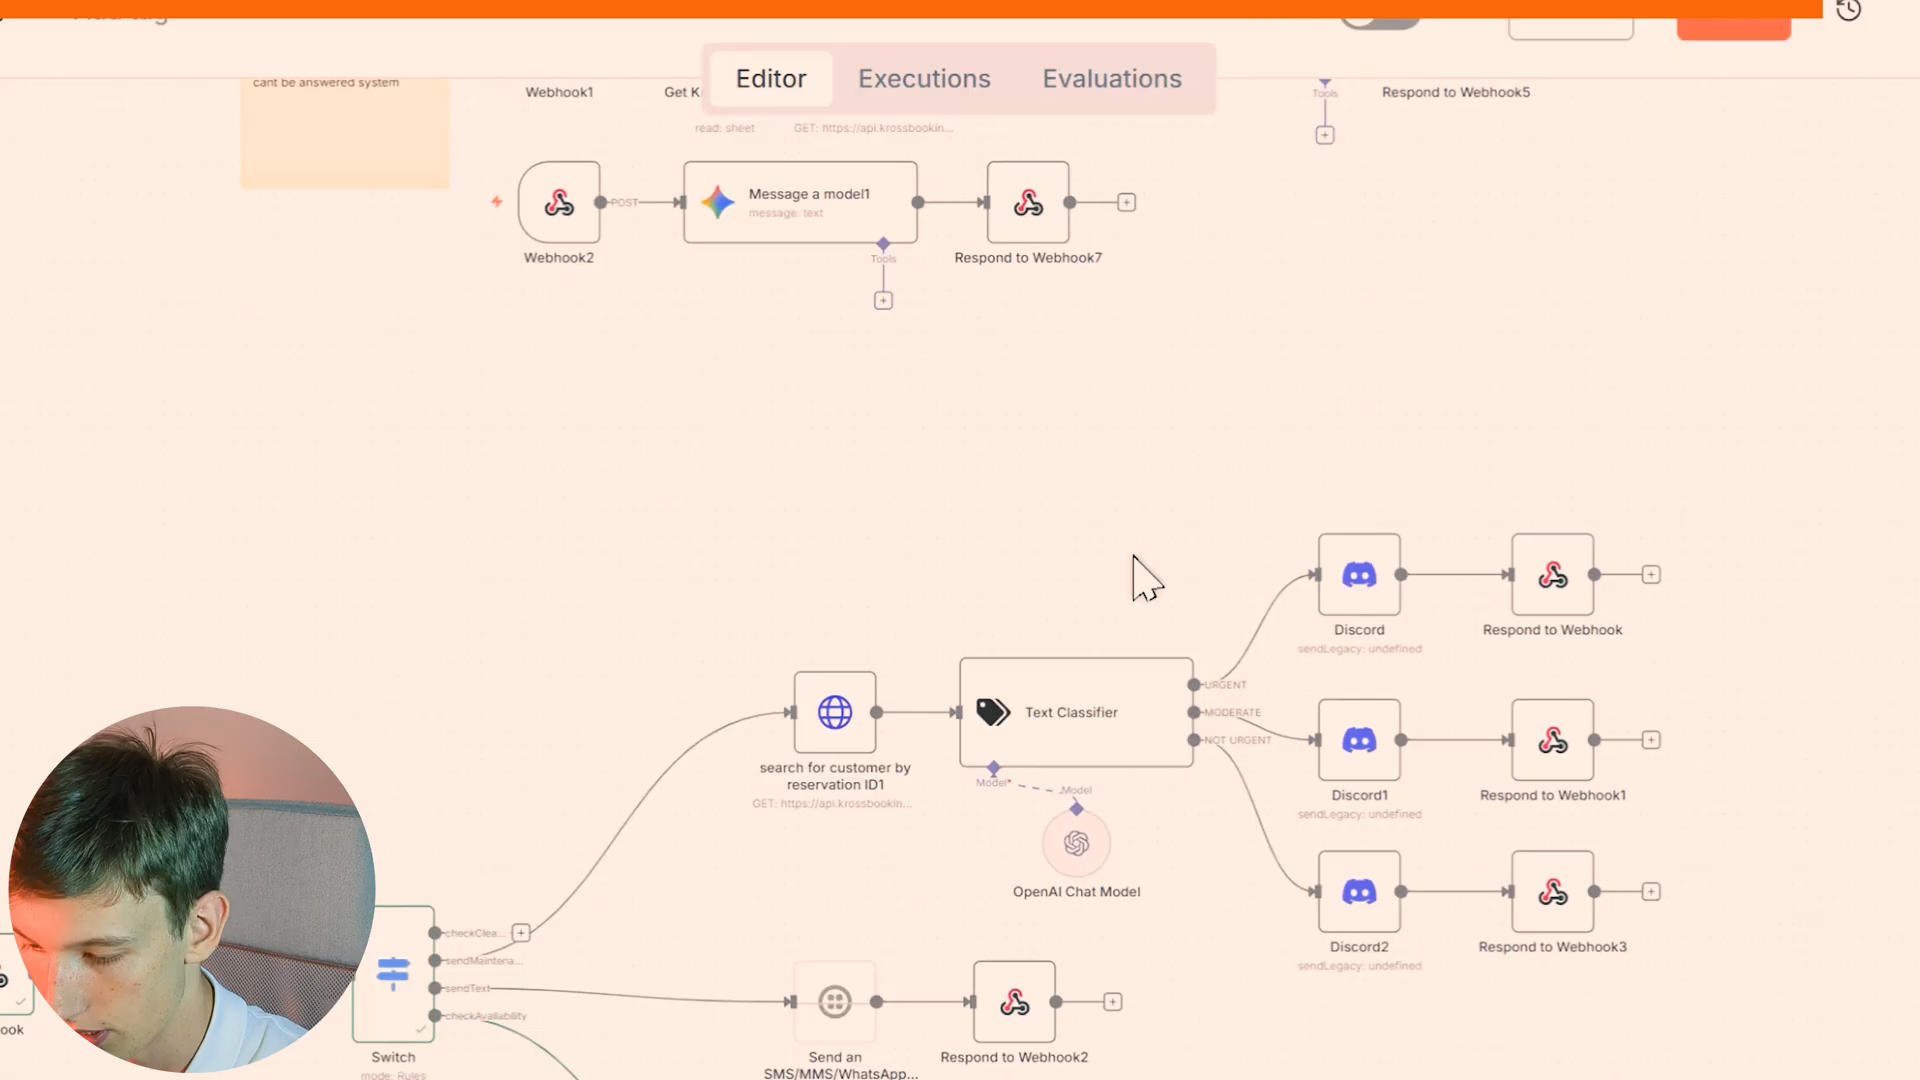 Editor
Executions
Evaluations
cant be answered system
Webhook1
Get K
Tools
Respond to Webhook5
read: sheet
GET: https://api.krossbookin...
POST
Message a model1
message: text
Webhook2
Tools
Respond to Webhook7
Discord
sendLegacy: undefined
Respond to Webhook
URGENT
MODERATE
NOT URGENT
Text Classifier
search for customer by
reservation ID1
GET: https://api.krossbookin...
Model*
Model
OpenAI Chat Model
Discord1
sendLegacy: undefined
Respond to Webhook1
Discord2
sendLegacy: undefined
Respond to Webhook3
checkClea...
sendMaintena...
sendText
checkAvailability
ook
Switch
mode: Rules
Send an
SMS/MMS/WhatsApp...
Respond to Webhook2